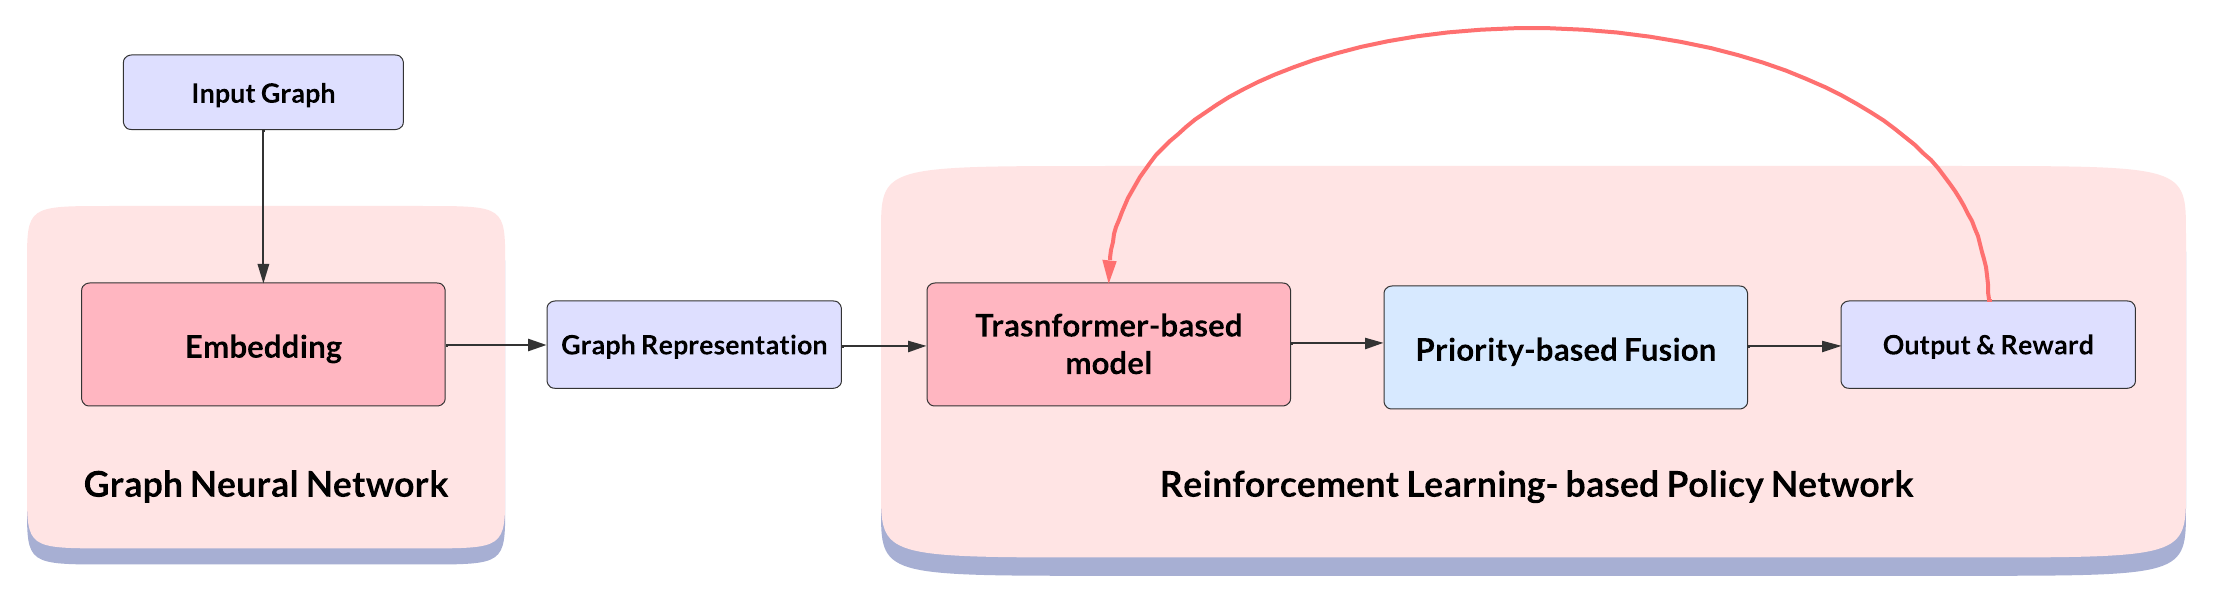 Input Graph
Embedding
Graph Neural Network
Graph Representation
Trasnformer-based
model
Priority-based Fusion
Output & Reward
Reinforcement Learning- based Policy Network